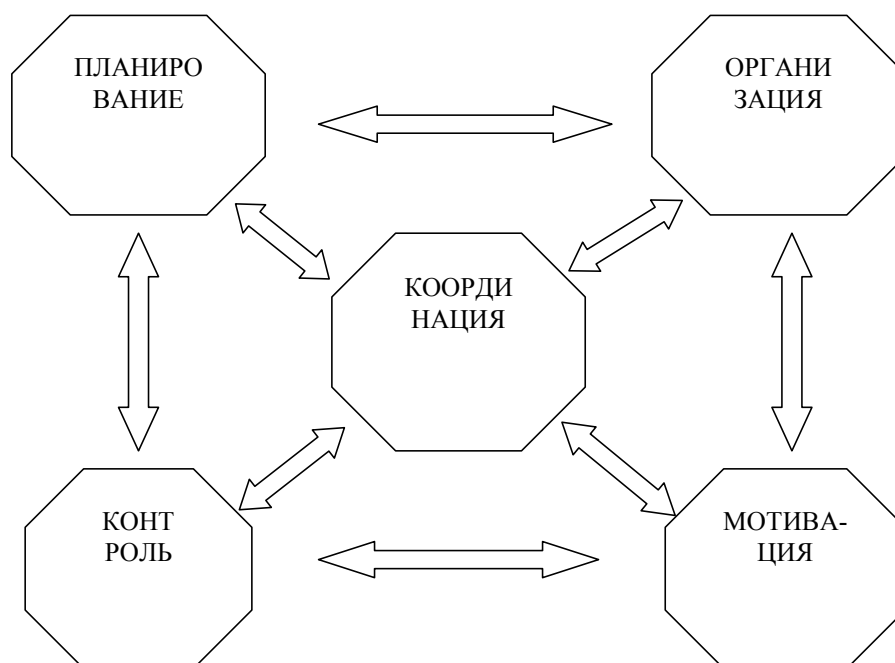 ПЛАНИРО
ВАНИЕ
ОРГАНИ
ЗАЦИЯ
КООРДИ
НАЦИЯ
КОНТ
РОЛЬ
МОТИВА-
ЦИЯ